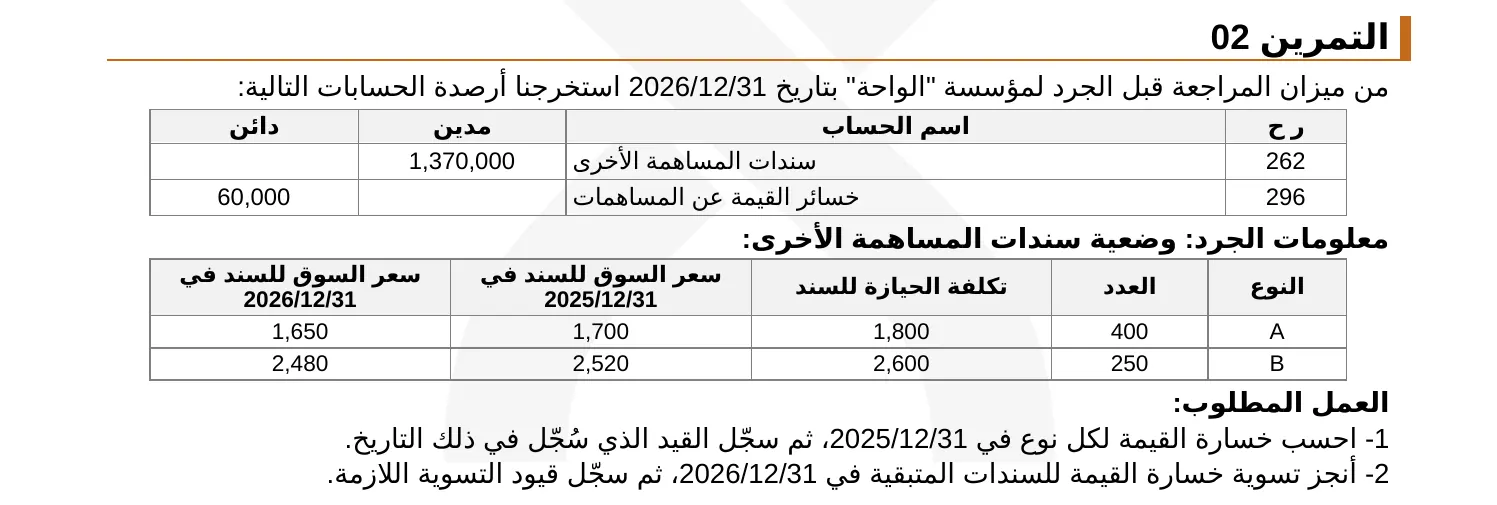 التمرين 02
من ميزان المراجعة قبل الجرد لمؤسسة "الواحة" بتاريخ 2026/12/31 استخرجنا أرصدة الحسابات التالية:
ر ح اسم الحساب مدين دائن
262 سندات المساهمة الأخرى 1,370,000
296 خسائر القيمة عن المساهمات 60,000
معلومات الجرد: وضعية سندات المساهمة الأخرى:
النوع العدد تكلفة الحيازة للسند سعر السوق للسند في 2025/12/31 سعر السوق للسند في 2026/12/31
A 400 1,800 1,700 1,650
B 250 2,600 2,520 2,480
العمل المطلوب:
1- احسب خسارة القيمة لكل نوع في 2025/12/31، ثم سجّل القيد الذي سُجّل في ذلك التاريخ.
2- أنجز تسوية خسارة القيمة للسندات المتبقية في 2026/12/31، ثم سجّل قيود التسوية اللازمة.